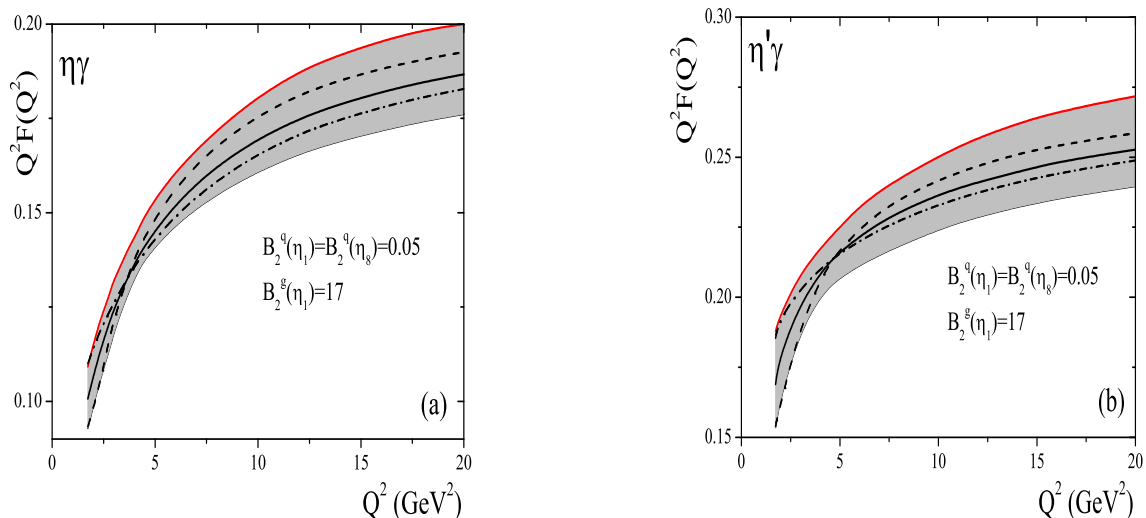 ηγ
Q²F(Q²)
0.20
0.15
0.10
B₂^q(η₁)=B₂^q(η₈)=0.05
B₂^g(η₁)=17
(a)
0 5 10 15 20
Q² (GeV²)
η'γ
Q²F(Q²)
0.30
0.25
0.20
0.15
B₂^q(η₁)=B₂^q(η₈)=0.05
B₂^g(η₁)=17
(b)
0 5 10 15 20
Q² (GeV²)